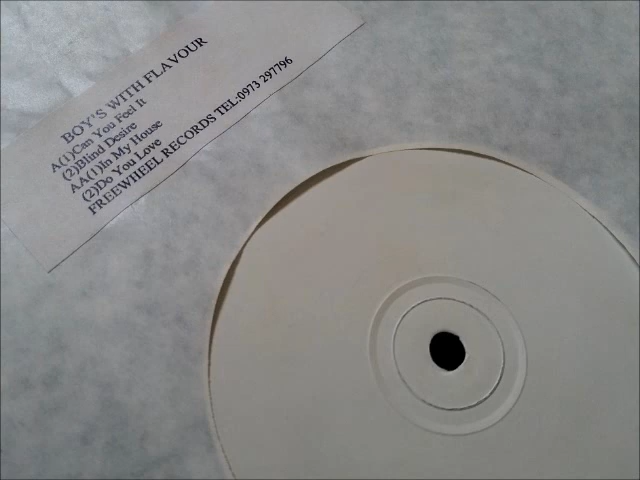 BOY'S WITH FLAVOUR
A(1)Can You Feel It
(2)Blind Desire
AA(1)In My House
(2)Do You Love
FREEWHEEL RECORDS TEL:0973 297796